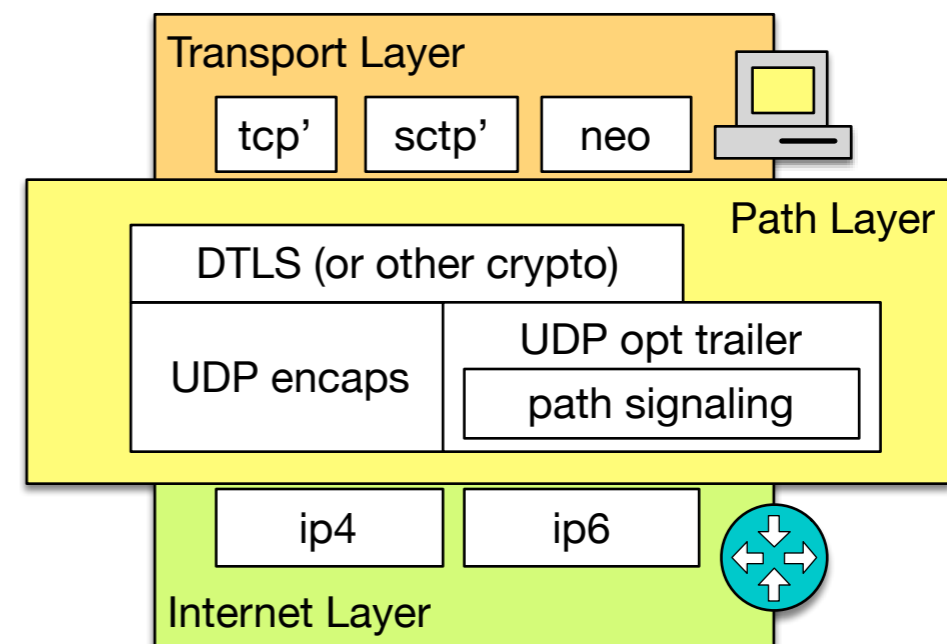 Transport Layer
tcp’ sctp’ neo
Path Layer
DTLS (or other crypto)
UDP encaps
UDP opt trailer
path signaling
ip4 ip6
Internet Layer